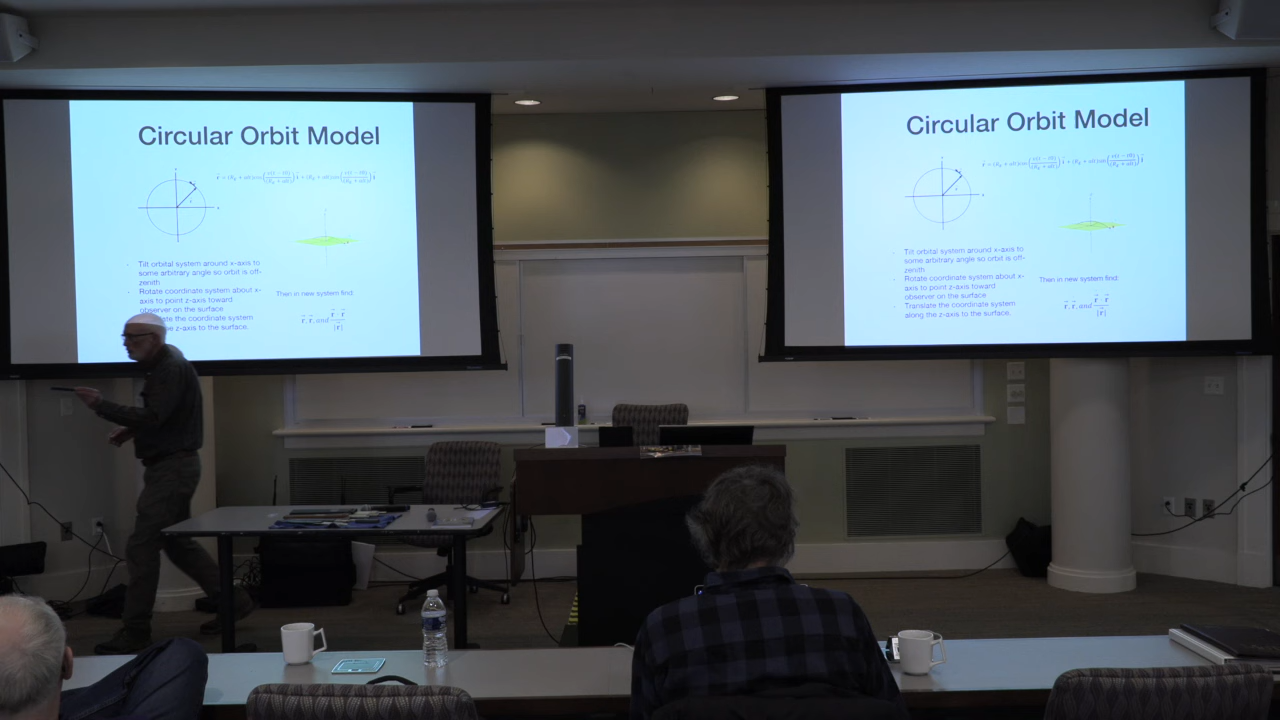 Circular Orbit Model
- Tilt orbital system around x-axis to
some arbitrary angle so orbit is off-
zenith
- Rotate coordinate system about x-
axis to point z-axis toward
observer on the surface
the coordinate system
the z-axis to the surface.
Then in new system find:
r, r, and r · r / |r|
Circular Orbit Model
- Tilt orbital system around x-axis to
some arbitrary angle so orbit is off-
zenith
- Rotate coordinate system about x-
axis to point z-axis toward
observer on the surface
- Translate the coordinate system
along the z-axis to the surface.
Then in new system find:
r, r, and r · r / |r|